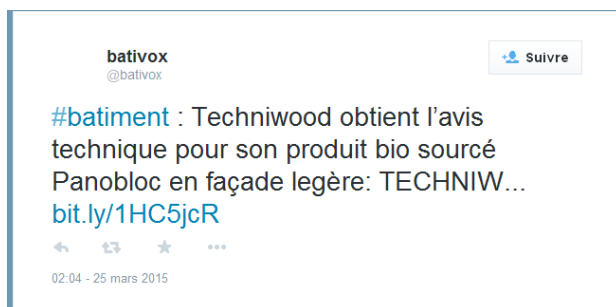 bativox
@bativox
Suivre
#batiment : Techniwood obtient l’avis
technique pour son produit bio sourcé
Panobloc en façade legère: TECHNIW...
bit.ly/1HC5jcR
02:04 - 25 mars 2015